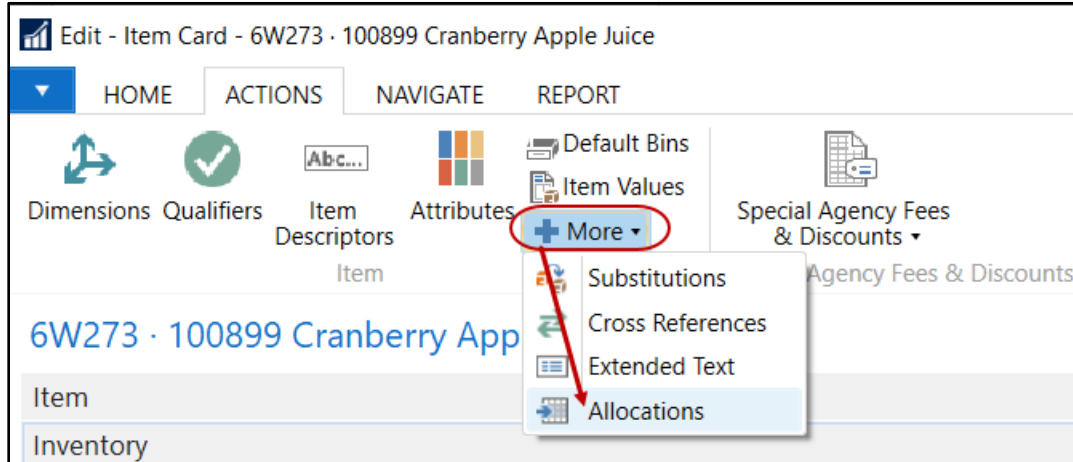 Edit - Item Card - 6W273 · 100899 Cranberry Apple Juice
HOME ACTIONS NAVIGATE REPORT
Dimensions
Qualifiers
Abc...
Item
Descriptors
Attributes
Default Bins
Item Values
More
Special Agency Fees
& Discounts
Item
Agency Fees & Discounts
Substitutions
Cross References
Extended Text
Allocations
6W273 · 100899 Cranberry App
Item
Inventory